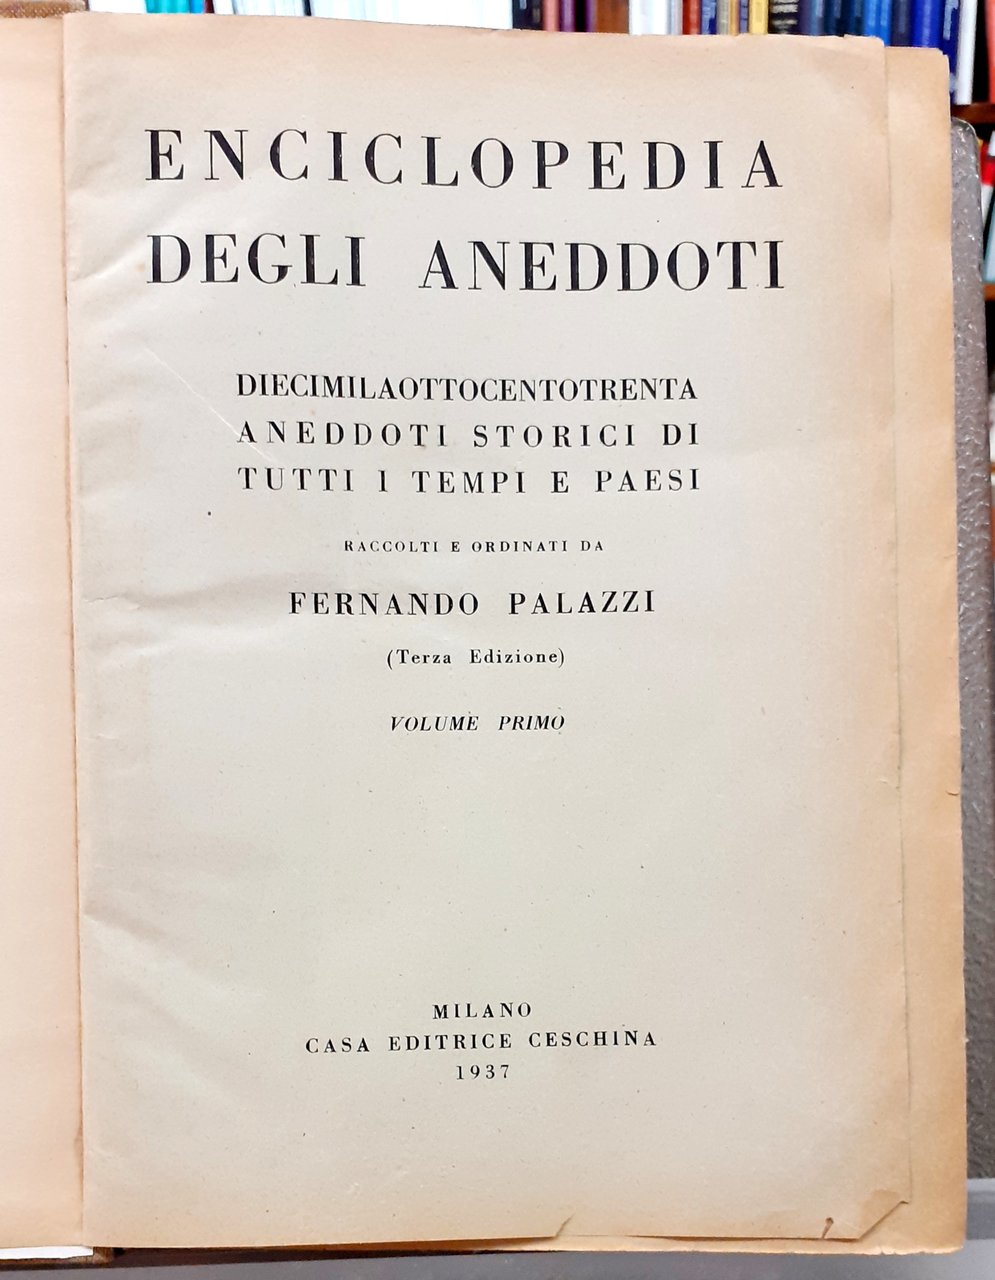 ENCICLOPEDIA
DEGLI ANEDDOTI
DIECIMILAOTTOCENTOTRENTA
ANEDDOTI STORICI DI
TUTTI I TEMPI E PAESI
RACCOLTI E ORDINATI DA
FERNANDO PALAZZI
(Terza Edizione)
VOLUME PRIMO
MILANO
CASA EDITRICE CESCHINA
1937